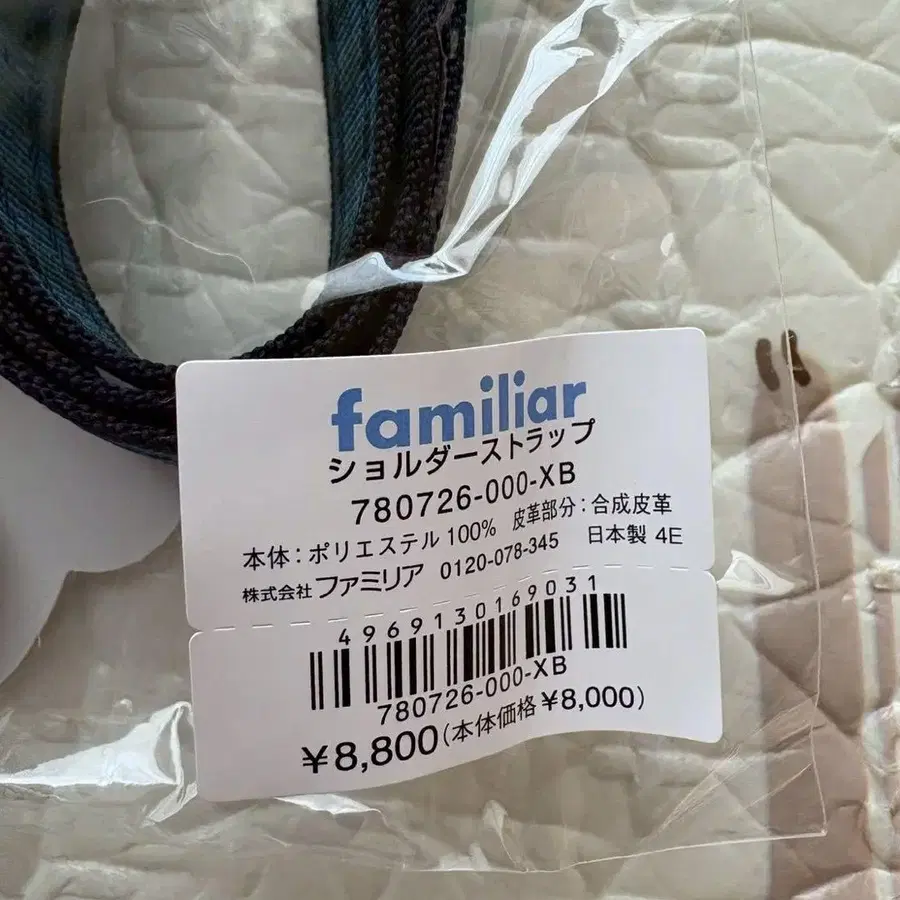 familiar
ショルダーストラップ
780726-000-XB
本体：ポリエステル100% 皮革部分：合成皮革
株式会社ファミリア 0120-078-345 日本製 4E
4969130169031
780726-000-XB
¥8,800(本体価格¥8,000)